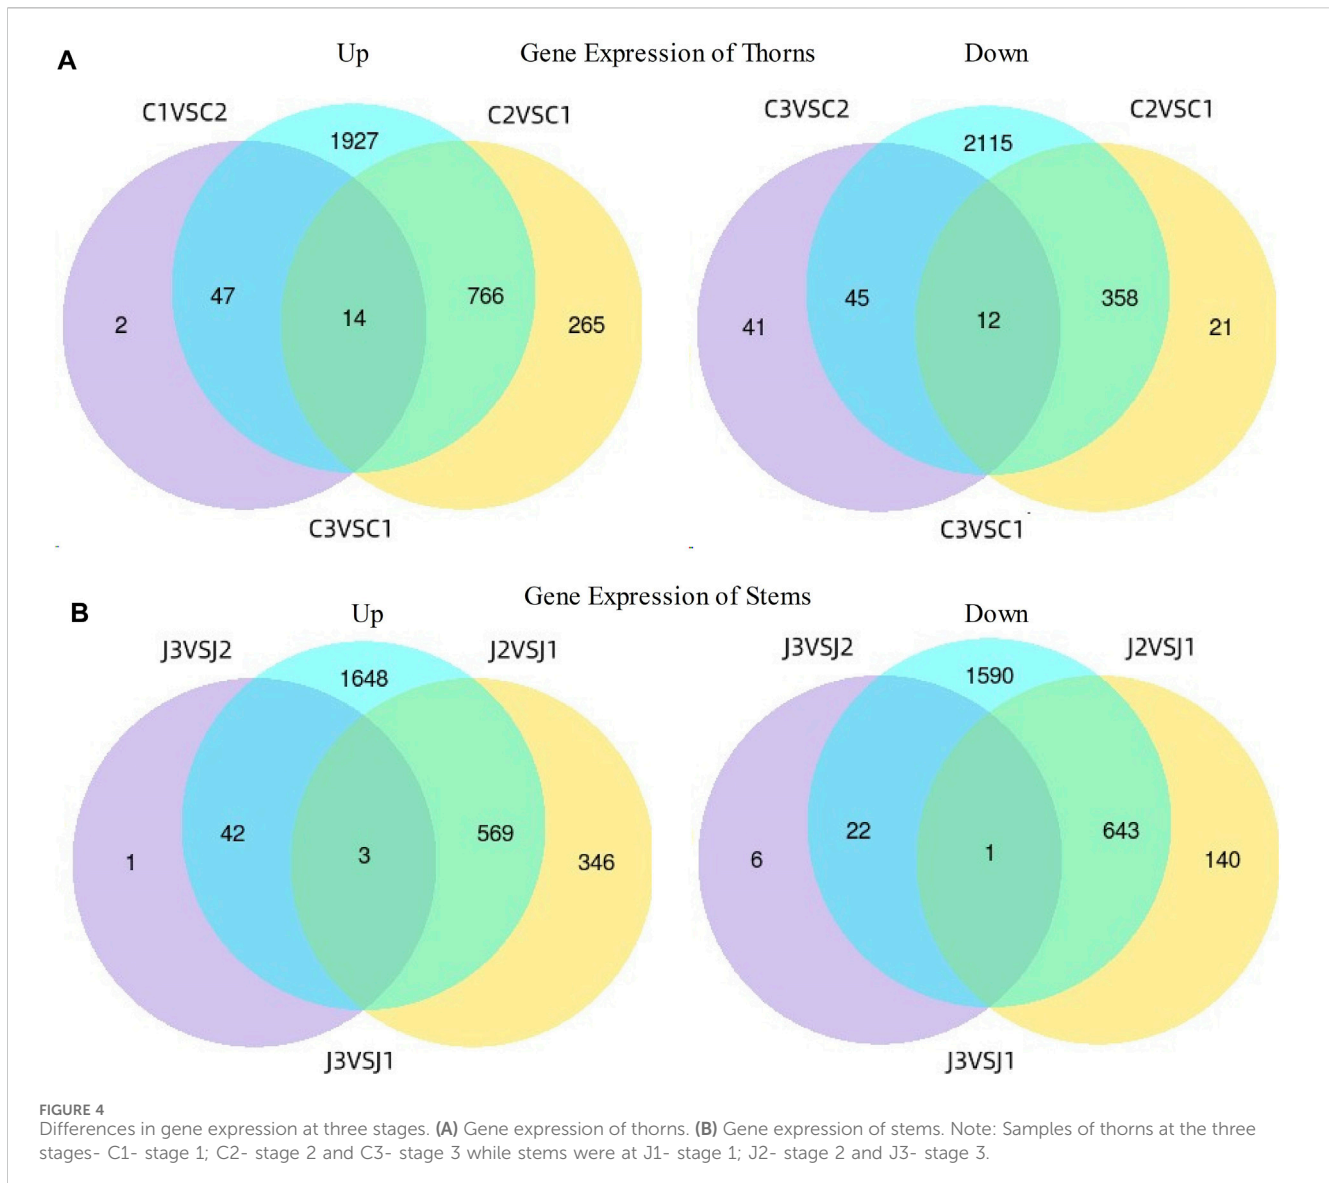 A
Up
Gene Expression of Thorns
Down
C1VSC2
C2VSC1
1927
2
47
14
766
265
C3VSC1
C3VSC2
C2VSC1
2115
41
45
12
358
21
C3VSC1
B
Gene Expression of Stems
Up
Down
J3VSJ2
J2VSJ1
1648
1
42
3
569
346
J3VSJ1
J3VSJ2
J2VSJ1
1590
6
22
1
643
140
J3VSJ1
FIGURE 4
Differences in gene expression at three stages. (A) Gene expression of thorns. (B) Gene expression of stems. Note: Samples of thorns at the three
stages- C1- stage 1; C2- stage 2 and C3- stage 3 while stems were at J1- stage 1; J2- stage 2 and J3- stage 3.